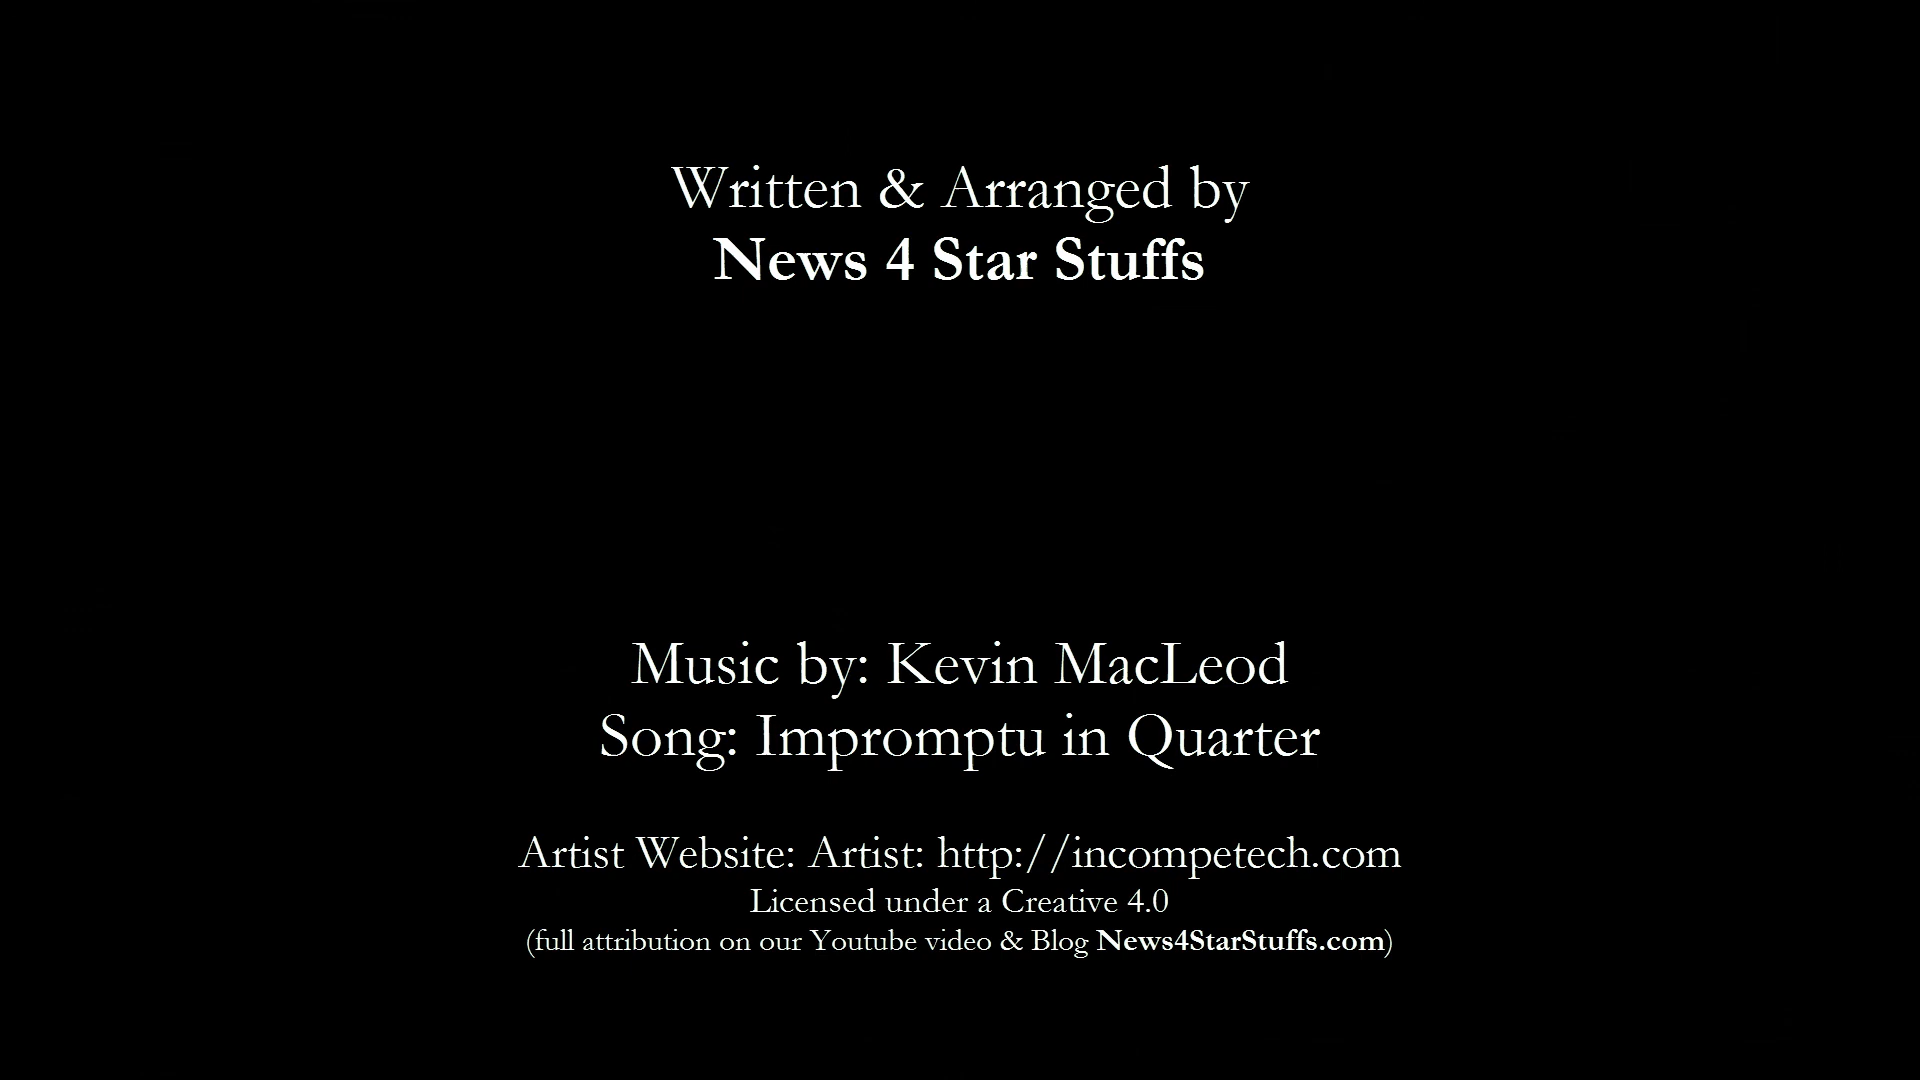 Written & Arranged by
News 4 Star Stuffs
Music by: Kevin MacLeod
Song: Impromptu in Quarter
Artist Website: Artist: http://incompetech.com
Licensed under a Creative 4.0
(full attribution on our Youtube video & Blog News4StarStuffs.com)